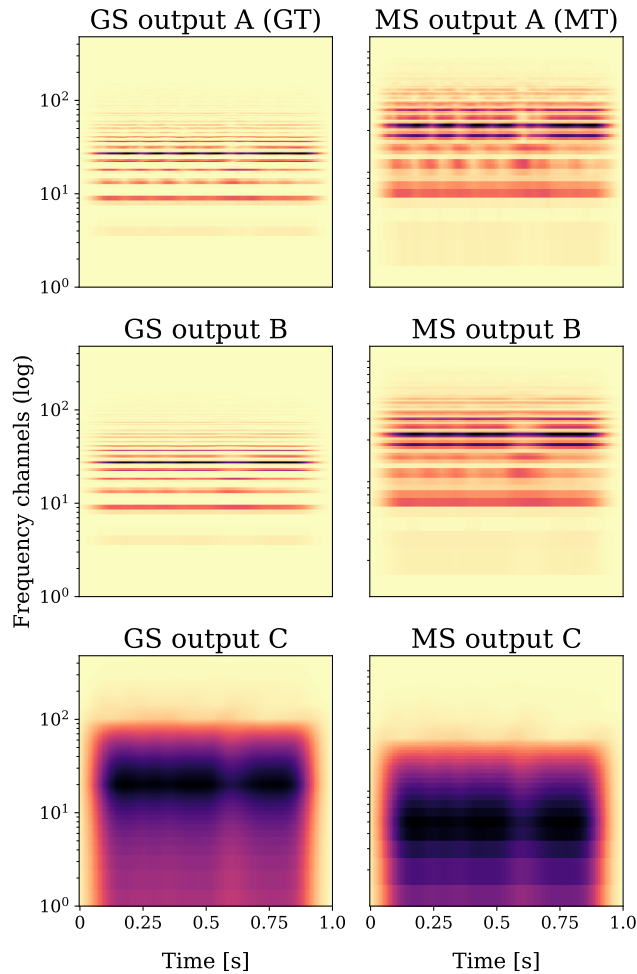 GS output A (GT)
MS output A (MT)
10²
10¹
10⁰
GS output B
MS output B
10²
10¹
10⁰
Frequency channels (log)
GS output C
MS output C
10²
10¹
10⁰
0 0.25 0.5 0.75 1.0
0 0.25 0.5 0.75 1.0
Time [s]
Time [s]